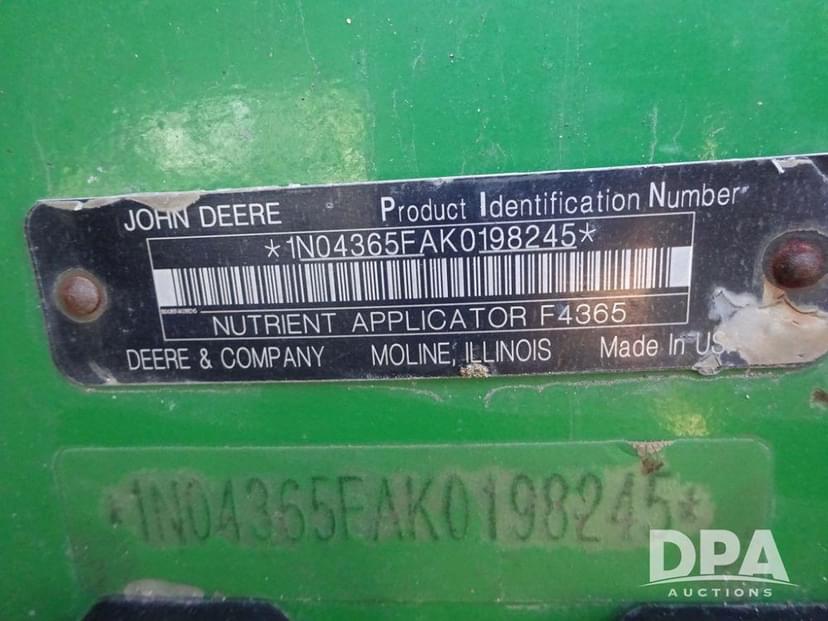 JOHN DEERE Product Identification Number
*1N04365FAK0198245*
NUTRIENT APPLICATOR F4365
DEERE & COMPANY MOLINE, ILLINOIS Made In US
*1N04365FAK0198245*
DPA
AUCTIONS